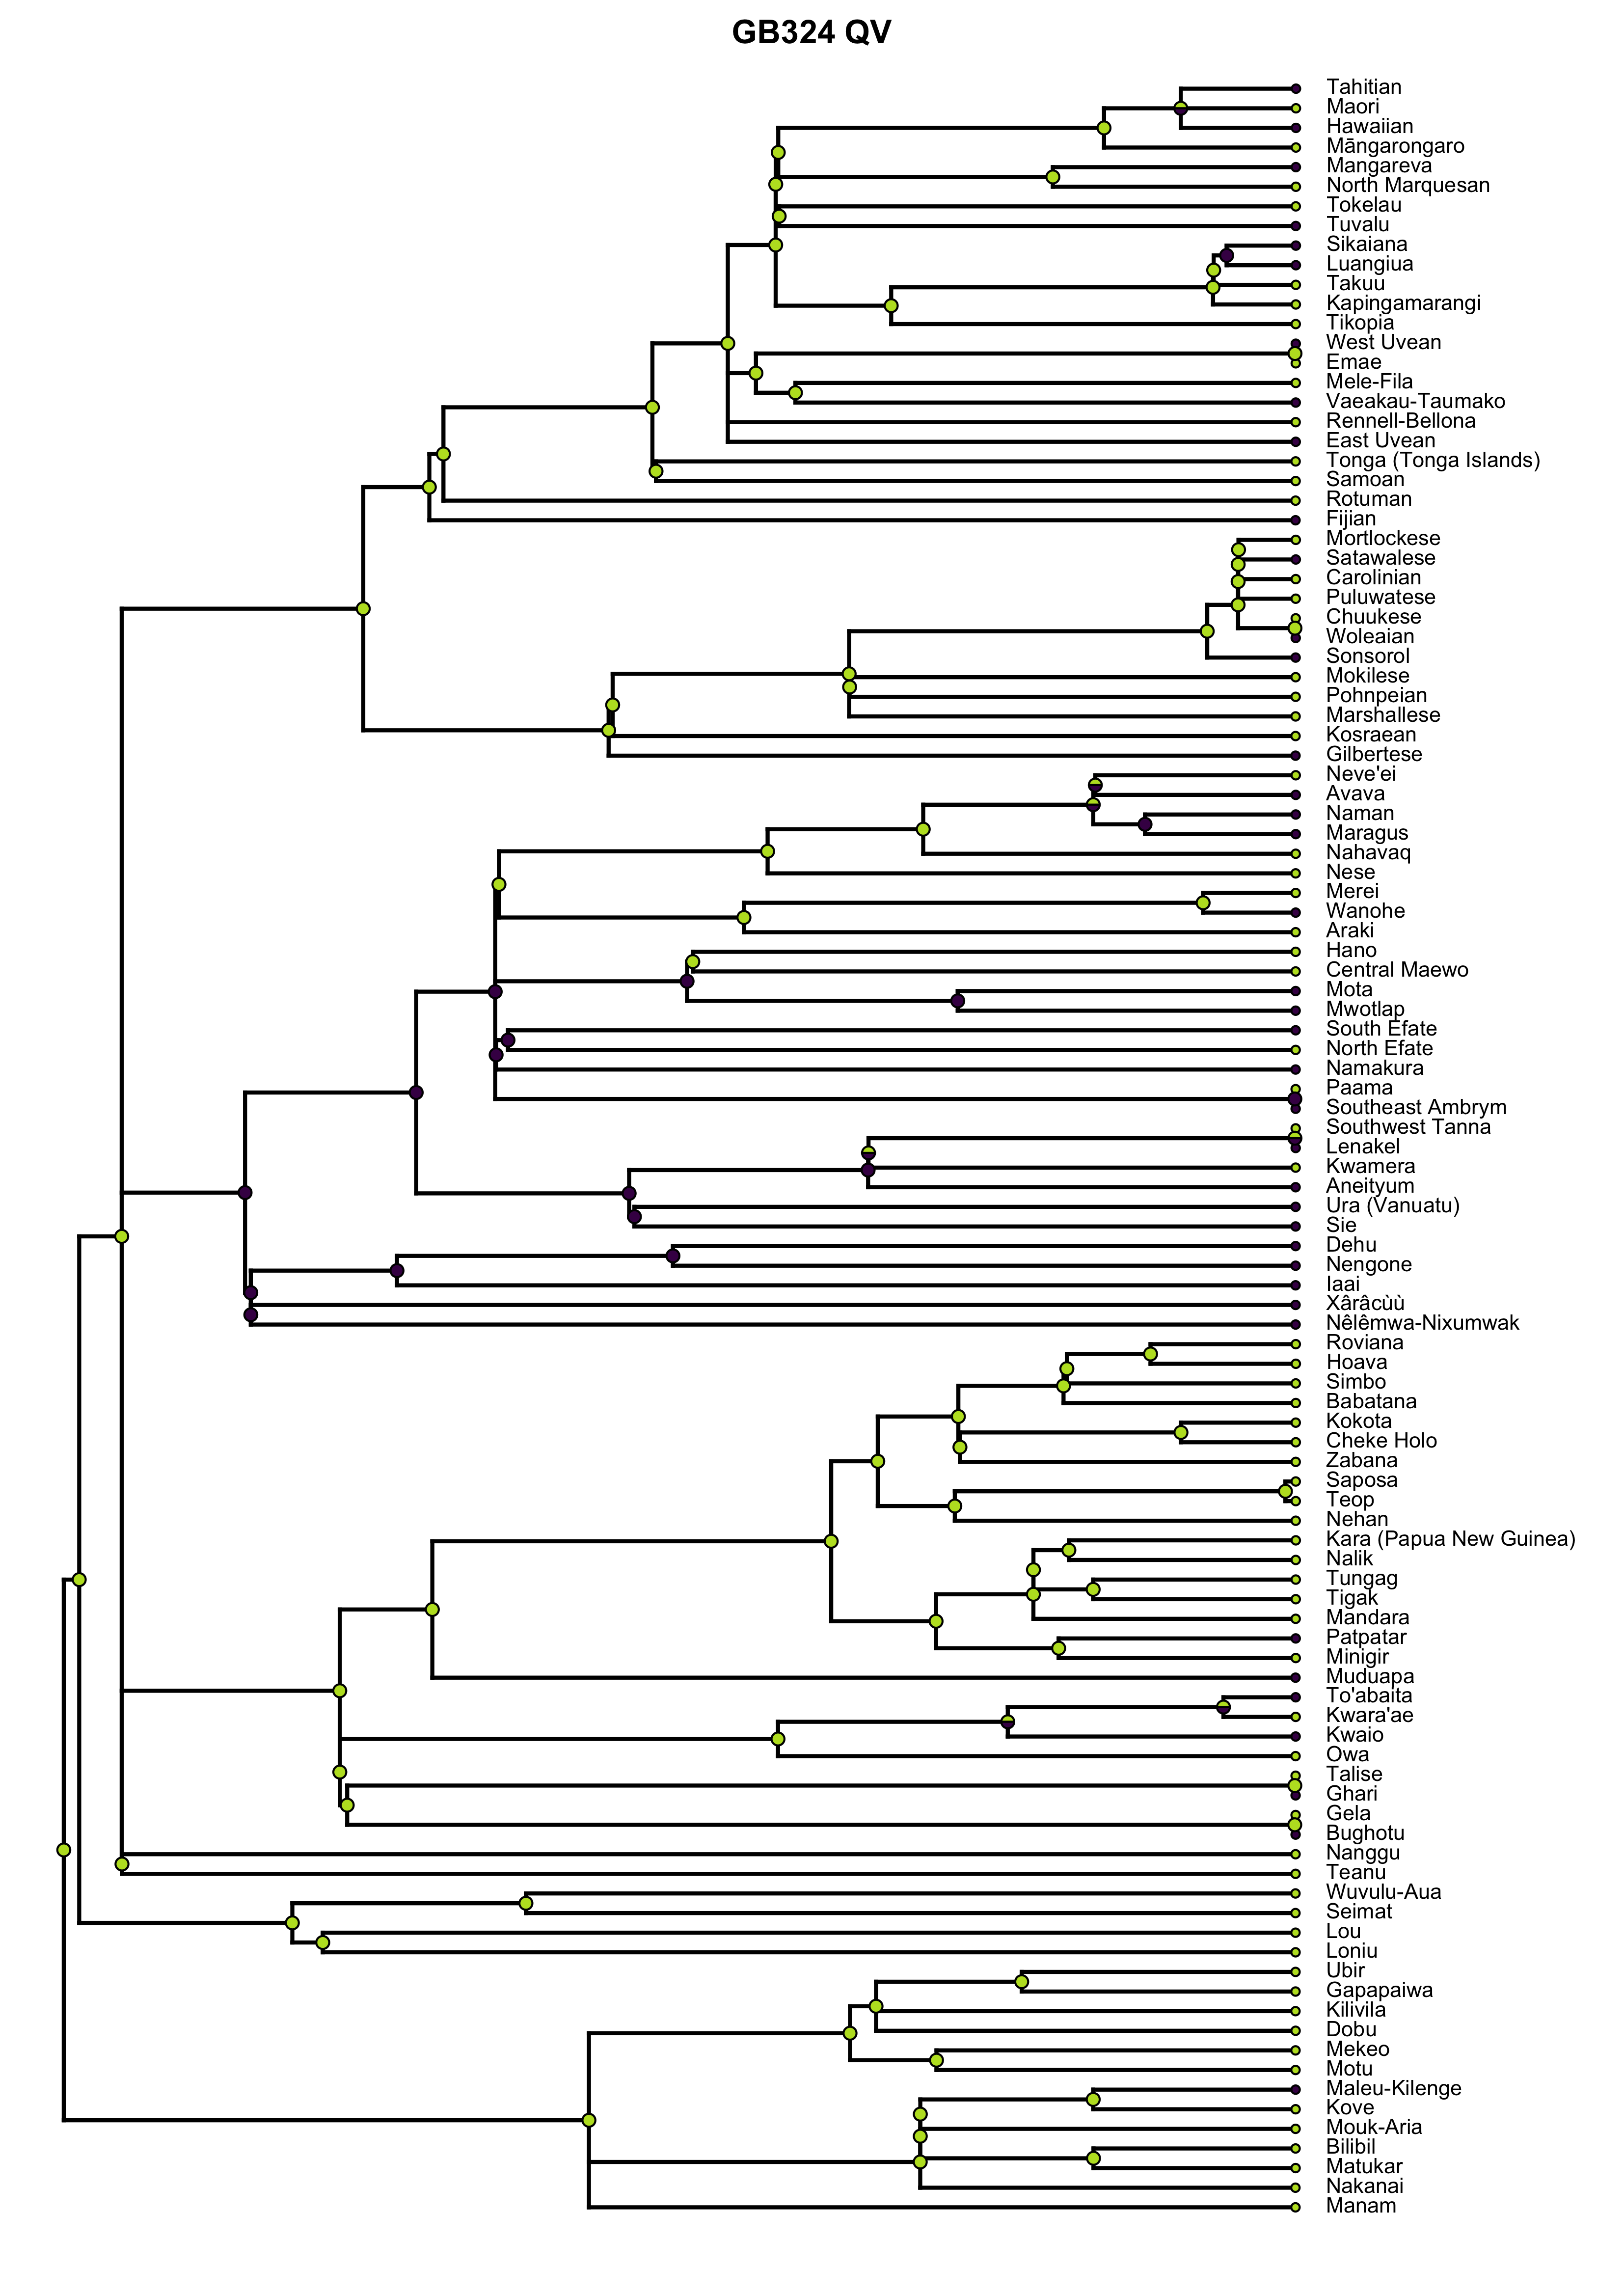 GB324 QV
Tahitian
Maori
Hawaiian
Māngarongaro
Mangareva
North Marquesan
Tokelau
Tuvalu
Sikaiana
Luangiua
Takuu
Kapingamarangi
Tikopia
West Uvean
Emae
Mele-Fila
Vaeakau-Taumako
Rennell-Bellona
East Uvean
Tonga (Tonga Islands)
Samoan
Rotuman
Fijian
Mortlockese
Satawalese
Carolinian
Puluwatese
Chuukese
Woleaian
Sonsorol
Mokilese
Pohnpeian
Marshallese
Kosraean
Gilbertese
Neve'ei
Avava
Naman
Maragus
Nahavaq
Nese
Merei
Wanohe
Araki
Hano
Central Maewo
Mota
Mwotlap
South Efate
North Efate
Namakura
Paama
Southeast Ambrym
Southwest Tanna
Lenakel
Kwamera
Aneityum
Ura (Vanuatu)
Sie
Dehu
Nengone
Iaai
Xârâcùù
Nêlêmwa-Nixumwak
Roviana
Hoava
Simbo
Babatana
Kokota
Cheke Holo
Zabana
Saposa
Teop
Nehan
Kara (Papua New Guinea)
Nalik
Tungag
Tigak
Mandara
Patpatar
Minigir
Muduapa
To'abaita
Kwara'ae
Kwaio
Owa
Talise
Ghari
Gela
Bughotu
Nanggu
Teanu
Wuvulu-Aua
Seimat
Lou
Loniu
Ubir
Gapapaiwa
Kilivila
Dobu
Mekeo
Motu
Maleu-Kilenge
Kove
Mouk-Aria
Bilibil
Matukar
Nakanai
Manam